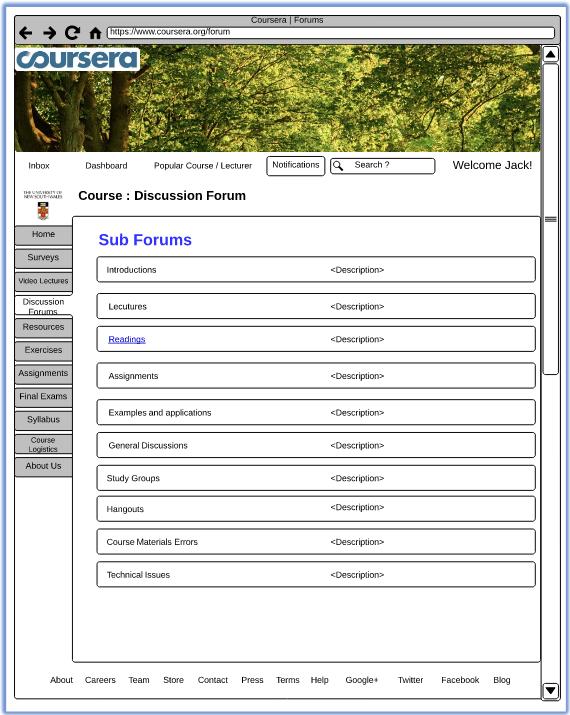 Coursera | Forums
https://www.coursera.org/forum
coursera
Inbox Dashboard Popular Course / Lecturer Notifications Search ? Welcome Jack!
THE UNIVERSITY OF
NEW SOUTH WALES
Course : Discussion Forum
Home
Surveys
Video Lectures
Discussion
Forums
Resources
Exercises
Assignments
Final Exams
Syllabus
Course
Logistics
About Us
Sub Forums
Introductions <Description>
Lecutures <Description>
Readings <Description>
Assignments <Description>
Examples and applications <Description>
General Discussions <Description>
Study Groups <Description>
Hangouts <Description>
Course Materials Errors <Description>
Technical Issues <Description>
About Careers Team Store Contact Press Terms Help Google+ Twitter Facebook Blog